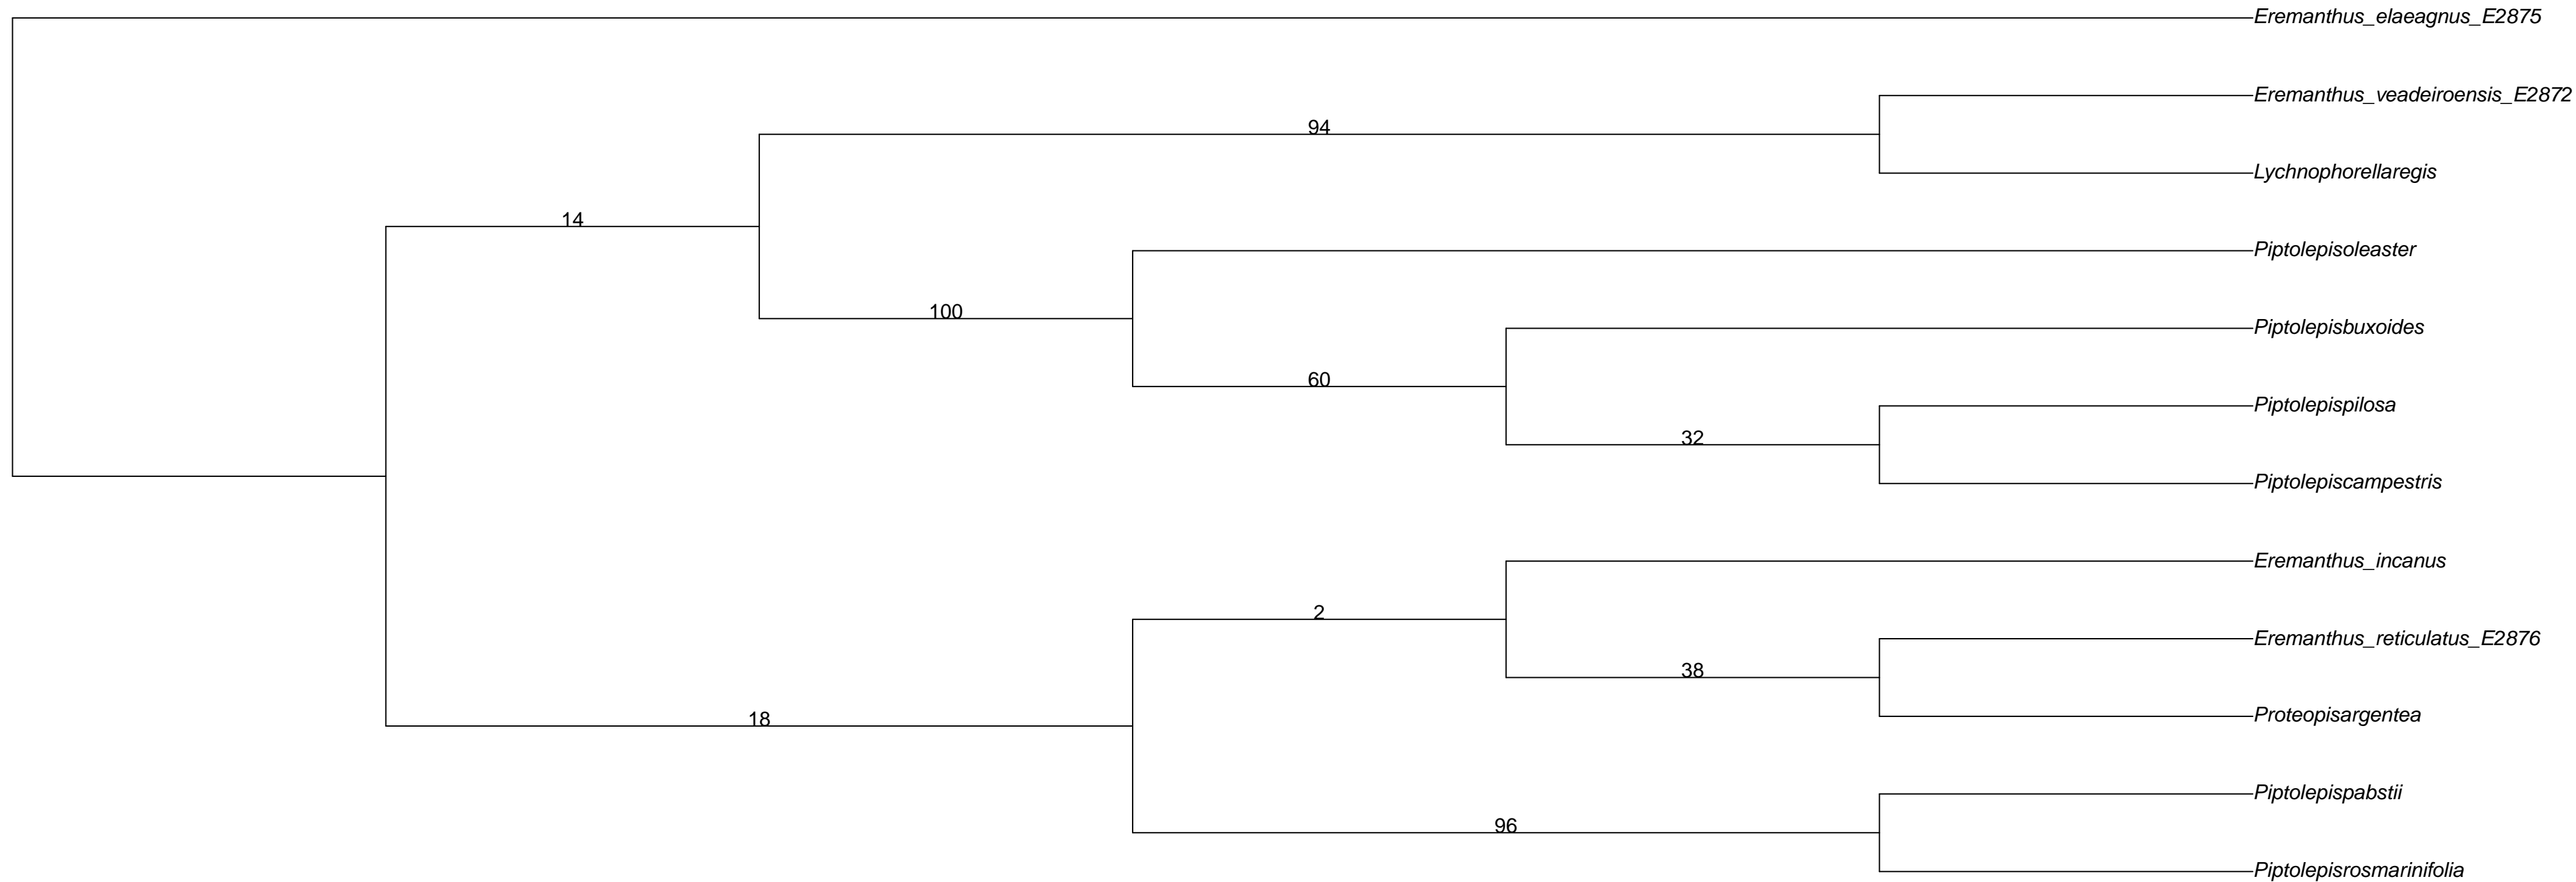 Eremanthus_elaeagnus_E2875
Eremanthus_veadeiroensis_E2872
94
Lychnophorellaregis
14
Piptolepisoleaster
100
Piptolepisbuxoides
60
Piptolepispilosa
32
Piptolepiscampestris
Eremanthus_incanus
2
Eremanthus_reticulatus_E2876
38
Proteopisargentea
18
Piptolepispabstii
96
Piptolepisrosmarinifolia